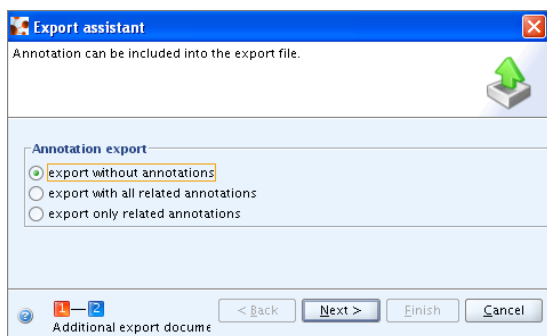 Export assistant
Annotation can be included into the export file.
Annotation export
export without annotations
export with all related annotations
export only related annotations
1 2
< Back Next > Finish Cancel
Additional export docume